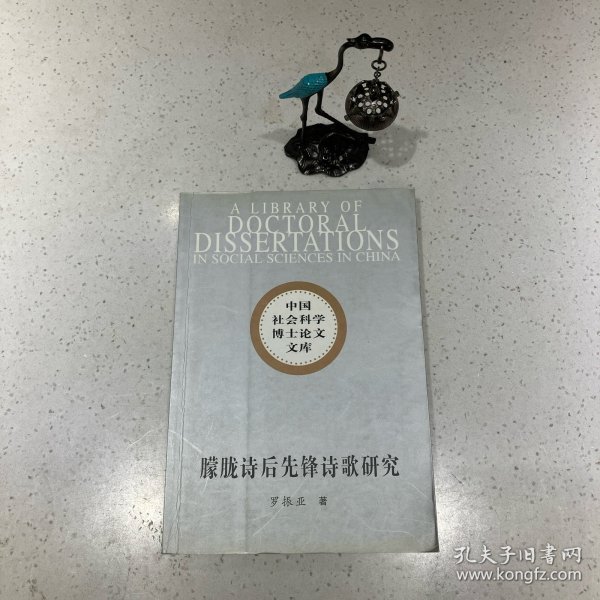 A LIBRARY OF
DOCTORAL
DISSERTATIONS
IN SOCIAL SCIENCES IN CHINA
中国
社会科学
博士论文
文库
朦胧诗后先锋诗歌研究
罗振亚 著
孔夫子旧书网
www.kongfz.com